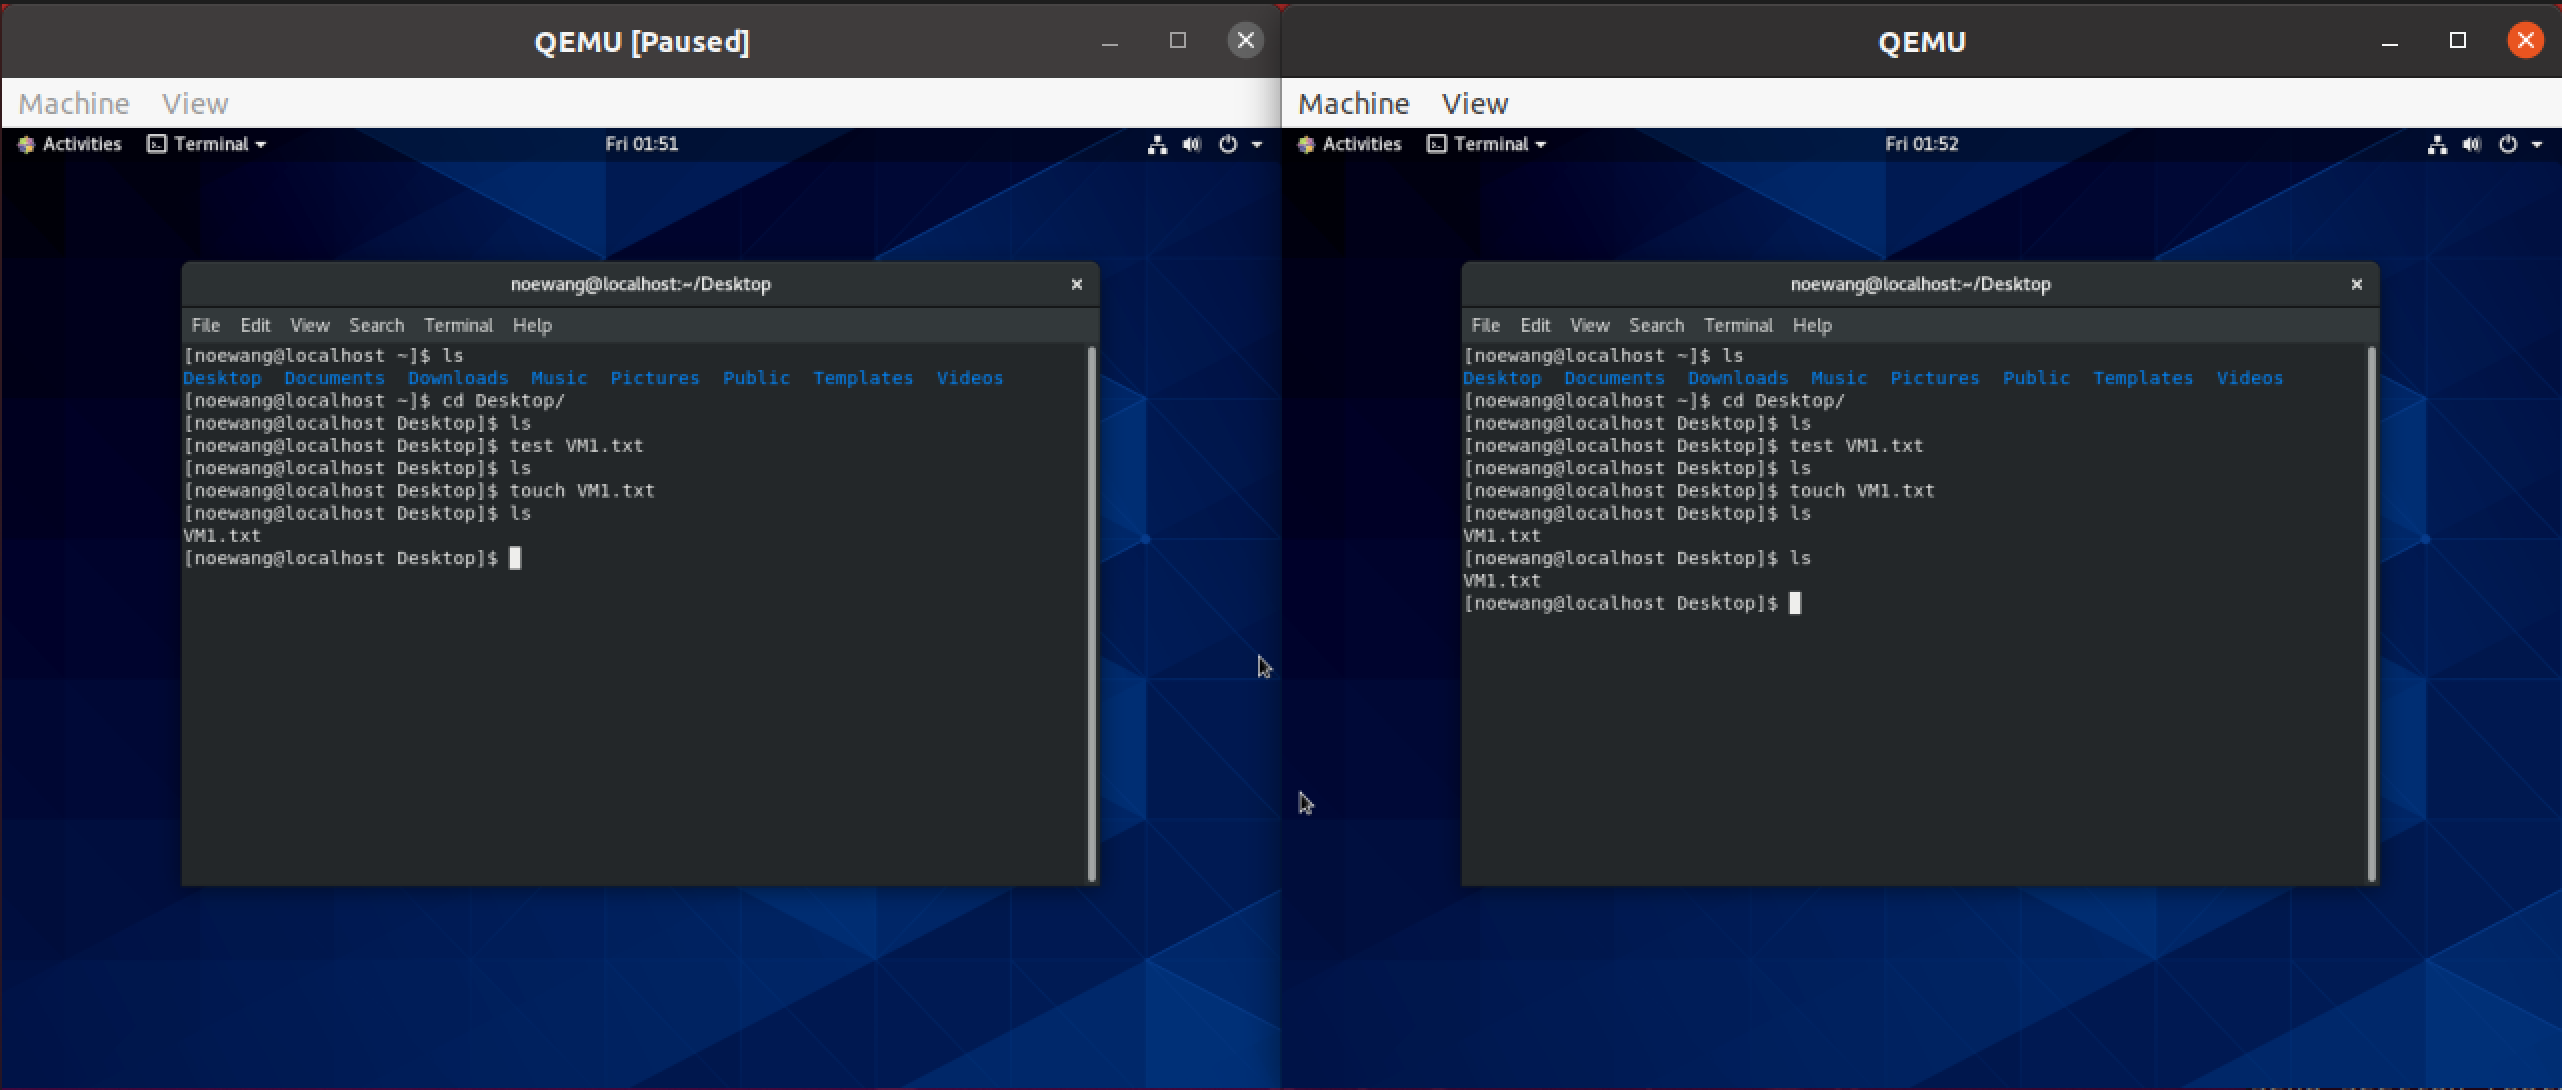 QEMU [Paused]
Machine View
Activities Terminal Fri 01:51
noewang@localhost:~/Desktop
File Edit View Search Terminal Help
[noewang@localhost ~]$ ls
Desktop Documents Downloads Music Pictures Public Templates Videos
[noewang@localhost ~]$ cd Desktop/
[noewang@localhost Desktop]$ ls
[noewang@localhost Desktop]$ test VM1.txt
[noewang@localhost Desktop]$ ls
[noewang@localhost Desktop]$ touch VM1.txt
[noewang@localhost Desktop]$ ls
VM1.txt
[noewang@localhost Desktop]$
QEMU
Machine View
Activities Terminal Fri 01:52
noewang@localhost:~/Desktop
File Edit View Search Terminal Help
[noewang@localhost ~]$ ls
Desktop Documents Downloads Music Pictures Public Templates Videos
[noewang@localhost ~]$ cd Desktop/
[noewang@localhost Desktop]$ ls
[noewang@localhost Desktop]$ test VM1.txt
[noewang@localhost Desktop]$ ls
[noewang@localhost Desktop]$ touch VM1.txt
[noewang@localhost Desktop]$ ls
VM1.txt
[noewang@localhost Desktop]$ ls
VM1.txt
[noewang@localhost Desktop]$